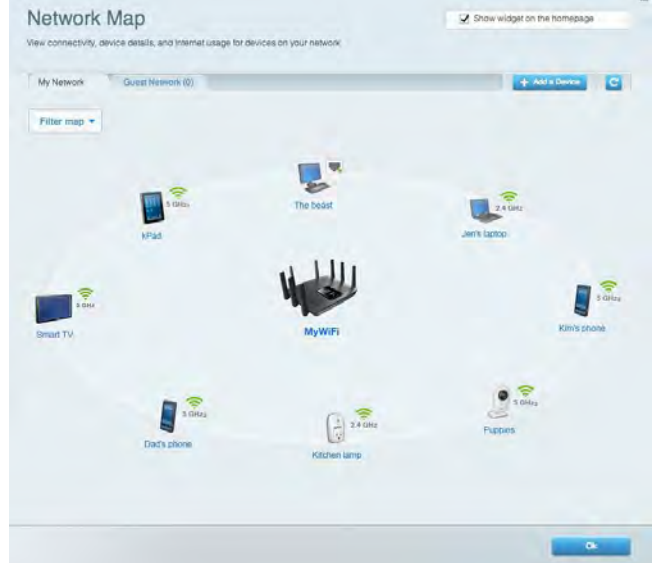 Network Map
Show widget on the homepage
View connectivity, device details, and Internet usage for devices on your network
My Network
Guest Network (0)
+ Add a Device
Filter map
The beast
5 GHz
kPad
2.4 GHz
Jen's laptop
5 GHz
Smart TV
MyWiFi
5 GHz
Kim's phone
5 GHz
Dad's phone
2.4 GHz
Kitchen lamp
5 GHz
Puppies
Ok